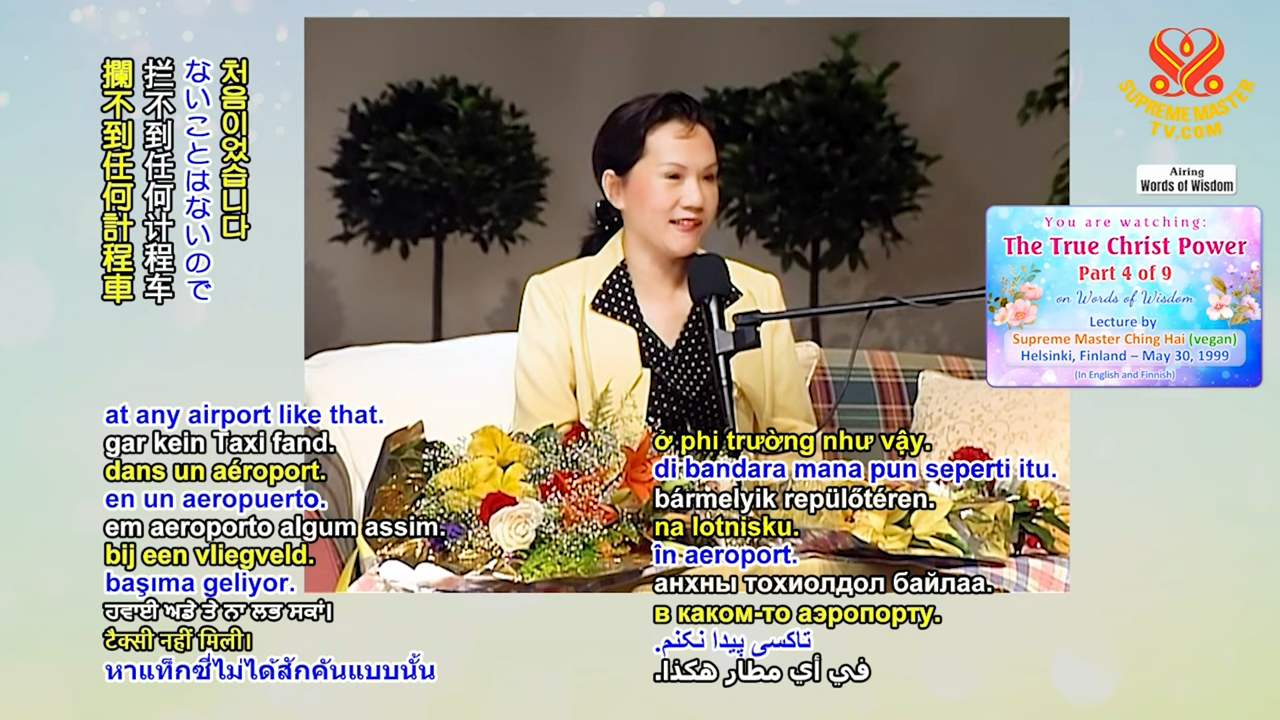 처음이었습니다
ないことはないので
拦不到任何计程车
攔不到任何計程車
SUPREME MASTER
TV.COM
Airing
Words of Wisdom
You are watching:
The True Christ Power
Part 4 of 9
on Words of Wisdom
Lecture by
Supreme Master Ching Hai (vegan)
Helsinki, Finland – May 30, 1999
(In English and Finnish)
at any airport like that.
gar kein Taxi fand.
dans un aéroport.
en un aeropuerto.
em aeroporto algum assim.
bij een vliegveld.
başıma geliyor.
ਹਵਾਈ ਅਡੇ ਤੇ ਨਾ ਲਭ ਸਕਾਂ।
टैक्सी नहीं मिली।
หาแท็กซี่ไม่ได้สักคันแบบนั้น
ở phi trường như vậy.
di bandara mana pun seperti itu.
bármelyik repülőtéren.
na lotnisku.
în aeroport.
анхны тохиолдол байлаа.
в каком-то аэропорту.
تاکسی پیدا نکنم.
في أي مطار هكذا.